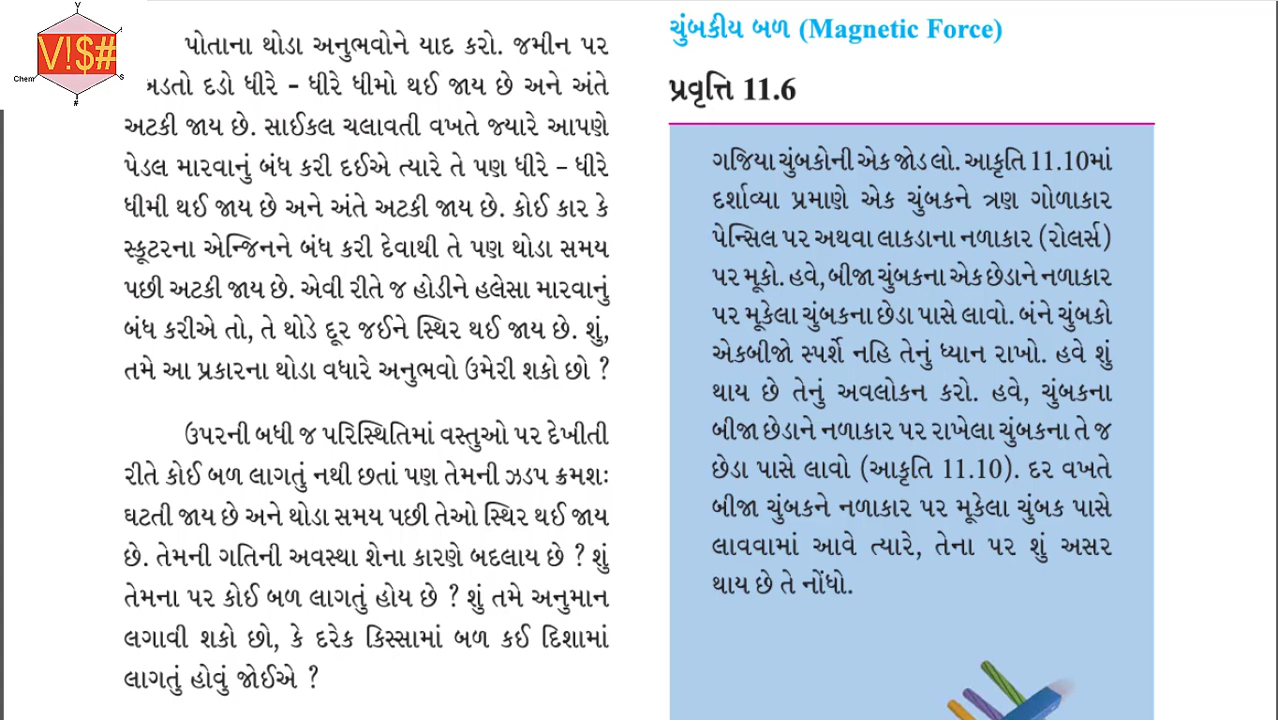 Y
V!$#
Chem
S
#
પોતાના થોડા અનુભવોને યાદ કરો. જમીન પર
દડો ધીરે - ધીરે ધીમો થઈ જાય છે અને અંતે
અટકી જાય છે. સાઈકલ ચલાવતી વખતે જ્યારે આપણે
પેડલ મારવાનું બંધ કરી દઈએ ત્યારે તે પણ ધીરે – ધીરે
ધીમી થઈ જાય છે અને અંતે અટકી જાય છે. કોઈ કાર કે
સ્કૂટરના એન્જિનને બંધ કરી દેવાથી તે પણ થોડા સમય
પછી અટકી જાય છે. એવી રીતે જ હોડીને હલેસા મારવાનું
બંધ કરીએ તો, તે થોડે દૂર જઈને સ્થિર થઈ જાય છે. શું,
તમે આ પ્રકારના થોડા વધારે અનુભવો ઉમેરી શકો છો ?
ઉપરની બધી જ પરિસ્થિતિમાં વસ્તુઓ પર દેખીતી
રીતે કોઈ બળ લાગતું નથી છતાં પણ તેમની ઝડપ ક્રમશઃ
ઘટતી જાય છે અને થોડા સમય પછી તેઓ સ્થિર થઈ જાય
છે. તેમની ગતિની અવસ્થા શેના કારણે બદલાય છે ? શું
તેમના પર કોઈ બળ લાગતું હોય છે ? શું તમે અનુમાન
લગાવી શકો છો, કે દરેક કિસ્સામાં બળ કઈ દિશામાં
લાગતું હોવું જોઈએ ?
ચુંબકીય બળ (Magnetic Force)
પ્રવૃત્તિ 11.6
ગજિયા ચુંબકોની એક જોડ લો. આકૃતિ 11.10માં
દર્શાવ્યા પ્રમાણે એક ચુંબકને ત્રણ ગોળાકાર
પેન્સિલ પર અથવા લાકડાના નળાકાર (રોલર્સ)
પર મૂકો. હવે, બીજા ચુંબકના એક છેડાને નળાકાર
પર મૂકેલા ચુંબકના છેડા પાસે લાવો. બંને ચુંબકો
એકબીજો સ્પર્શે નહિ તેનું ધ્યાન રાખો. હવે શું
થાય છે તેનું અવલોકન કરો. હવે, ચુંબકના
બીજા છેડાને નળાકાર પર રાખેલા ચુંબકના તે જ
છેડા પાસે લાવો (આકૃતિ 11.10). દર વખતે
બીજા ચુંબકને નળાકાર પર મૂકેલા ચુંબક પાસે
લાવવામાં આવે ત્યારે, તેના પર શું અસર
થાય છે તે નોંધો.